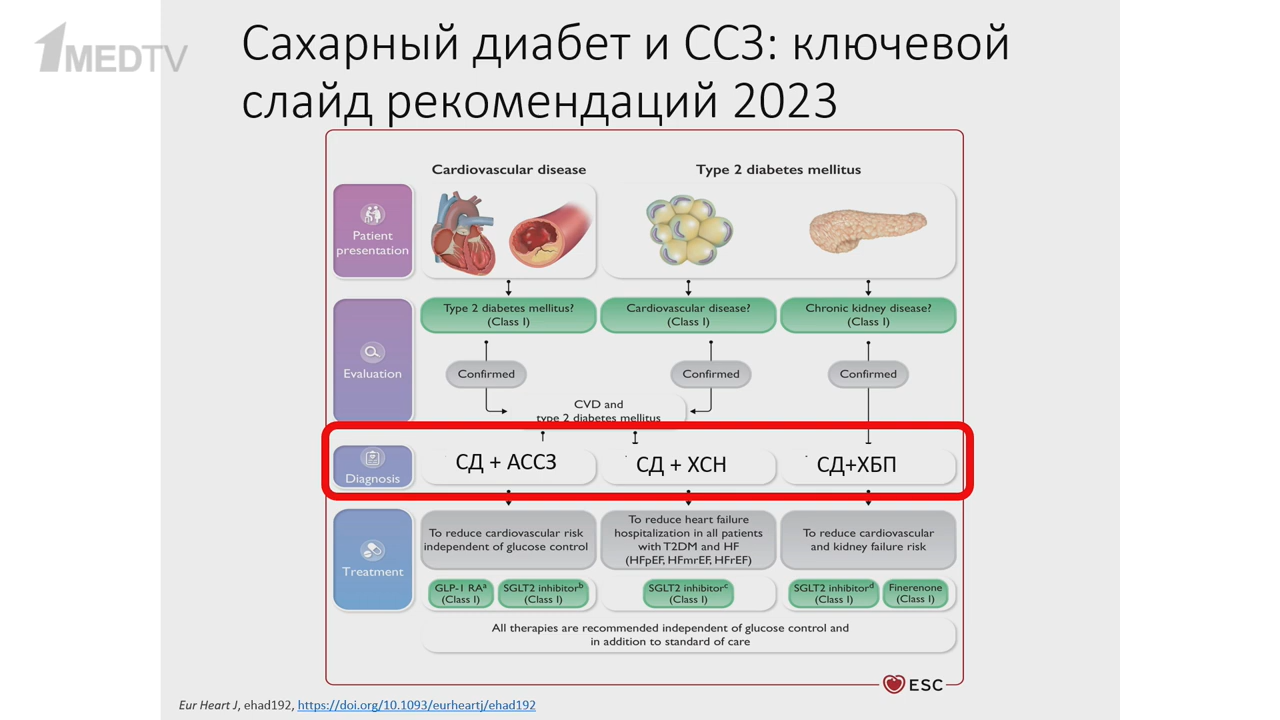 1MEDTV
Сахарный диабет и ССЗ: ключевой
слайд рекомендаций 2023
Cardiovascular disease
Type 2 diabetes mellitus
Patient
presentation
Type 2 diabetes mellitus?
(Class I)
Cardiovascular disease?
(Class I)
Chronic kidney disease?
(Class I)
Evaluation
Confirmed
Confirmed
Confirmed
CVD and
type 2 diabetes mellitus
Diagnosis
СД + АССЗ
СД + ХСН
СД+ХБП
Treatment
To reduce cardiovascular risk
independent of glucose control
To reduce heart failure
hospitalization in all patients
with T2DM and HF
(HFpEF, HFmrEF, HFrEF)
To reduce cardiovascular
and kidney failure risk
GLP-1 RAᵃ
(Class I)
SGLT2 inhibitorᵇ
(Class I)
SGLT2 inhibitorᶜ
(Class I)
SGLT2 inhibitorᵈ
(Class I)
Finerenone
(Class I)
All therapies are recommended independent of glucose control and
in addition to standard of care
ESC
Eur Heart J, ehad192, https://doi.org/10.1093/eurheartj/ehad192